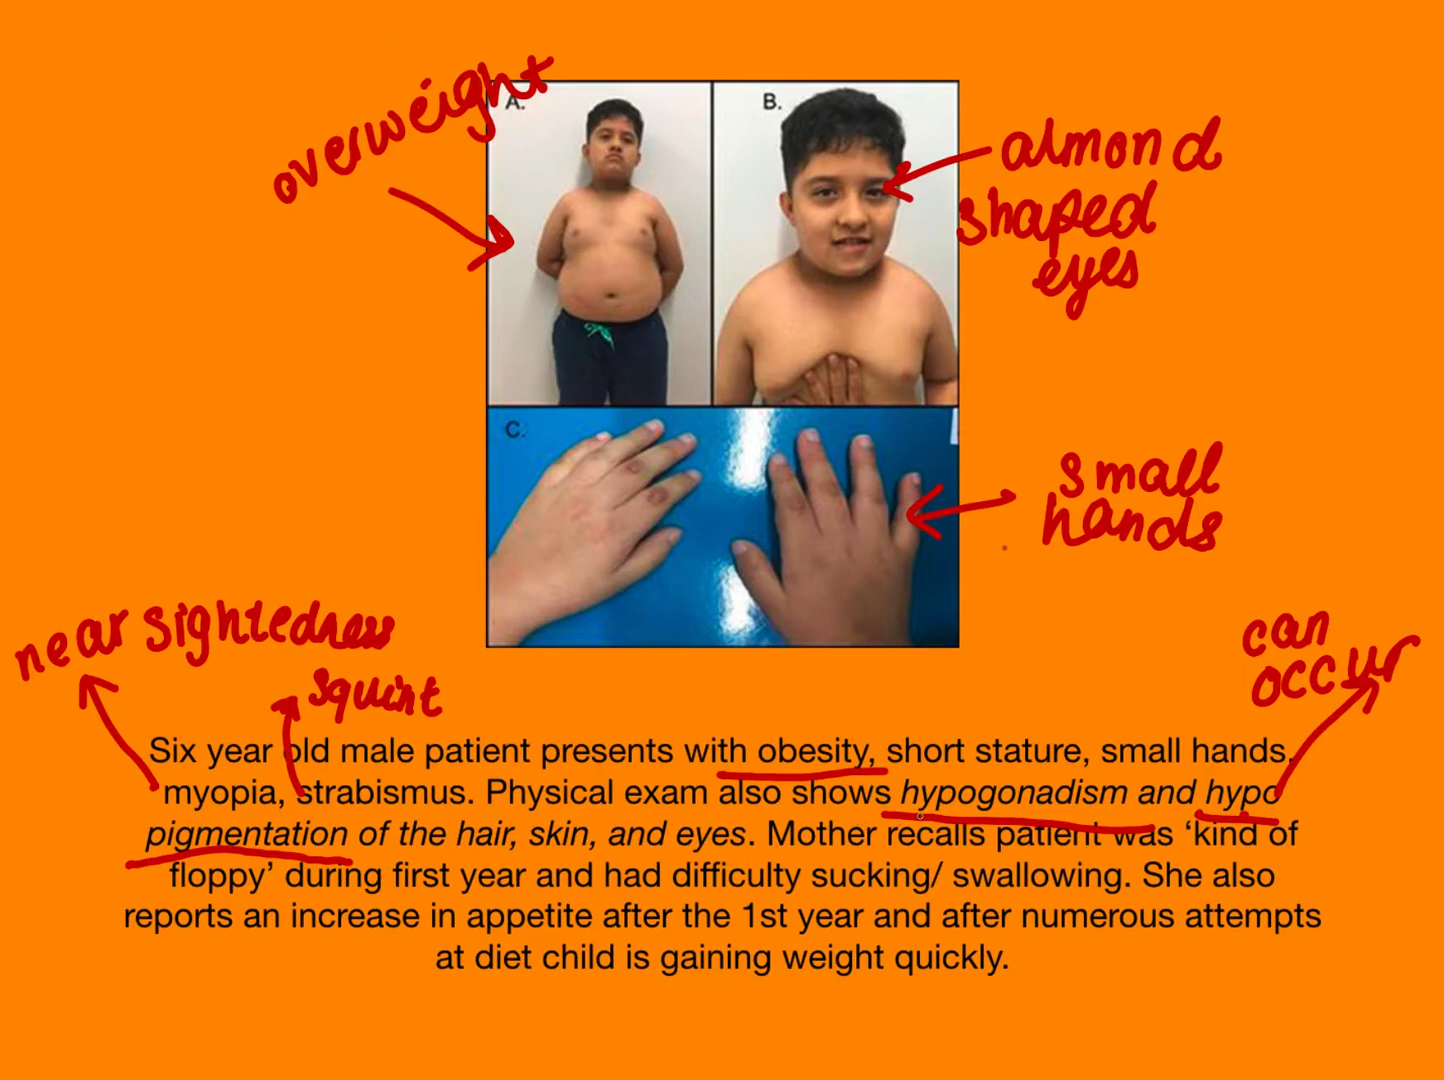 overweight
A.
B.
almond
shaped
eyes
C.
small
hands
near sightedness
squint
can
occur
Six year old male patient presents with obesity, short stature, small hands,
myopia, strabismus. Physical exam also shows hypogonadism and hypo
pigmentation of the hair, skin, and eyes. Mother recalls patient was ‘kind of
floppy’ during first year and had difficulty sucking/ swallowing. She also
reports an increase in appetite after the 1st year and after numerous attempts
at diet child is gaining weight quickly.